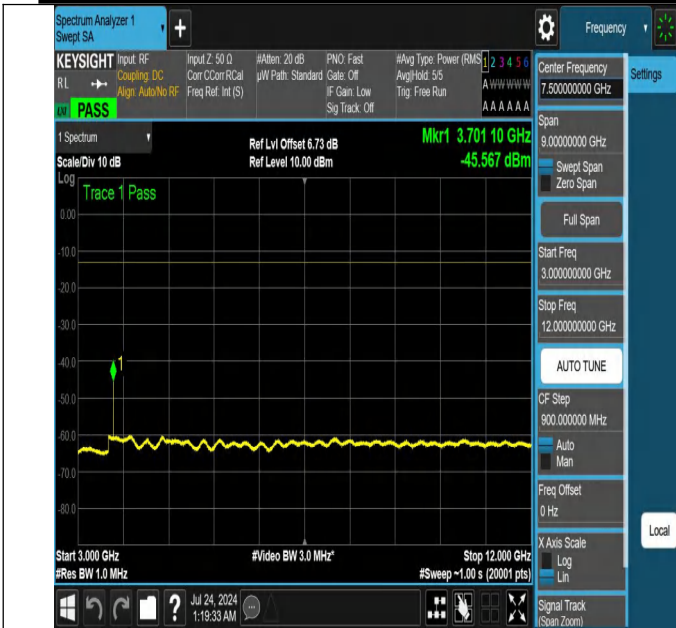 Spectrum Analyzer 1
Swept SA
+
Frequency
KEYSIGHT
RL
PASS
Input: RF
Coupling: DC
Align: Auto/No RF
Input Z: 50 Ω
Corr CCorr RCal
Freq Ref: Int (S)
#Atten: 20 dB
µW Path: Standard
PNO: Fast
Gate: Off
IF Gain: Low
Sig Track: Off
#Avg Type: Power (RMS
Avg|Hold: 5/5
Trig: Free Run
1 2 3 4 5 6
A W W W W W
A A A A A A
Center Frequency
7.500000000 GHz
Settings
Span
9.00000000 GHz
Swept Span
Zero Span
Full Span
Start Freq
3.000000000 GHz
Stop Freq
12.000000000 GHz
AUTO TUNE
CF Step
900.000000 MHz
Auto
Man
Freq Offset
0 Hz
X Axis Scale
Log
Lin
Local
Signal Track
(Span Zoom)
1 Spectrum
Scale/Div 10 dB
Ref Lvl Offset 6.73 dB
Ref Level 10.00 dBm
Mkr1 3.701 10 GHz
-45.567 dBm
Log
Trace 1 Pass
0.00
-10.0
-20.0
-30.0
-40.0
1
-50.0
-60.0
-70.0
-80.0
Start 3.000 GHz
#Video BW 3.0 MHz*
Stop 12.000 GHz
#Res BW 1.0 MHz
#Sweep ~1.00 s (20001 pts)
?
Jul 24, 2024
1:19:33 AM